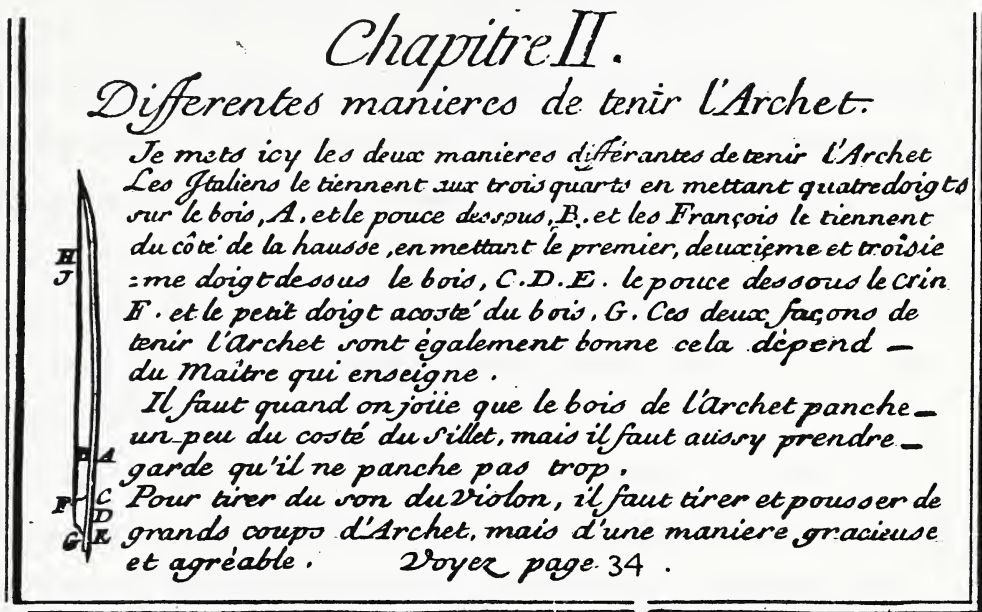 Chapitre II.
Differentes manieres de tenir l'Archet.
Je mets icy les deux manieres différantes de tenir l'Archet
Les Italiens le tiennent aux trois quarts en mettant quatre doigts
sur le bois, A, et le pouce dessous, B. et les François le tiennent
du côté de la hausse, en mettant le premier, deuxieme et troisie
=me doigt dessus le bois, C.D.E. le pouce dessous le crin
F. et le petit doigt acosté du bois, G. Ces deux façons de
tenir l'Archet sont ègalement bonne cela dèpend —
du Maître qui enseigne.
Il faut quand on joüe que le bois de l'Archet panche —
un peu du costé du sillet, mais il faut aussy prendre —
garde qu'il ne panche pas trop.
Pour tirer du son du violon, il faut tirer et pousser de
grands coups d'Archet, mais d'une maniere gracieuse
et agréable. Voyez page 34.
H
J
B A
F C
D
G E